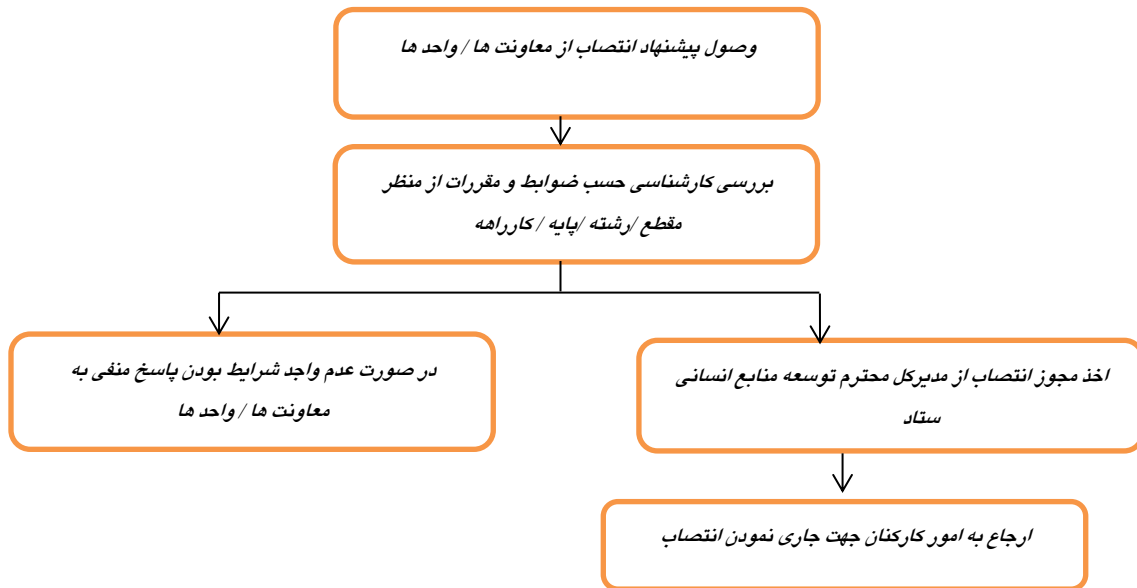 وصول پیشنهاد انتصاب از معاونت ها / واحد ها
بررسی کارشناسی حسب ضوابط و مقررات از منظر
مقطع /رشته /پایه / کارراهه
در صورت عدم واجد شرایط بودن پاسخ منفی به
معاونت ها / واحد ها
اخذ مجوز انتصاب از مدیرکل محترم توسعه منابع انسانی
ستاد
ارجاع به امور کارکنان جهت جاری نمودن انتصاب